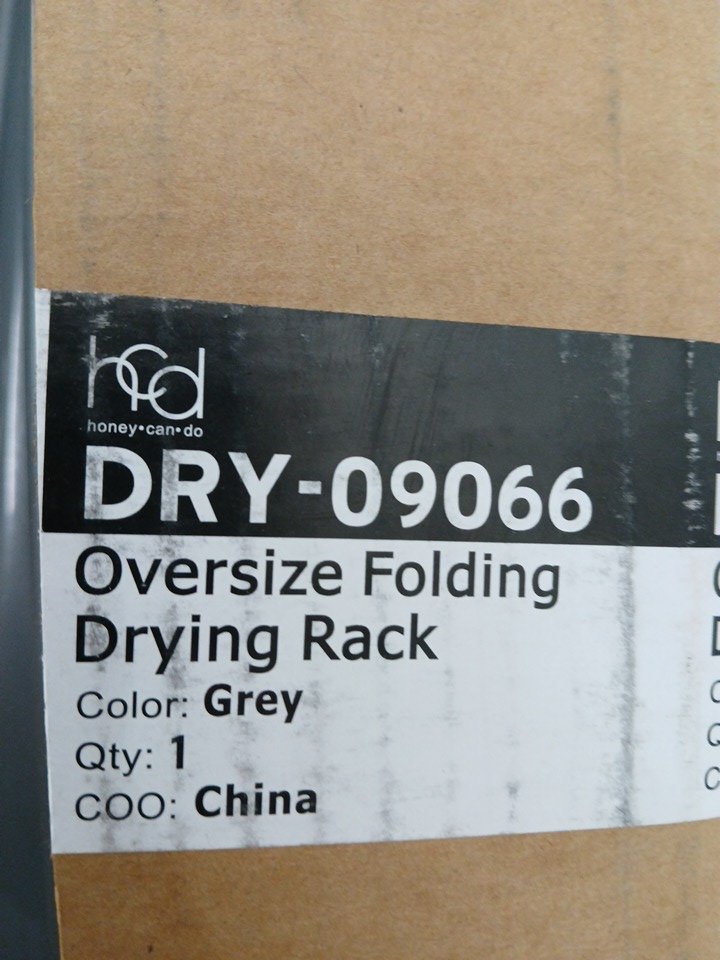 hcd
honey•can•do
DRY-09066
Oversize Folding
Drying Rack
Color: Grey
Qty: 1
COO: China